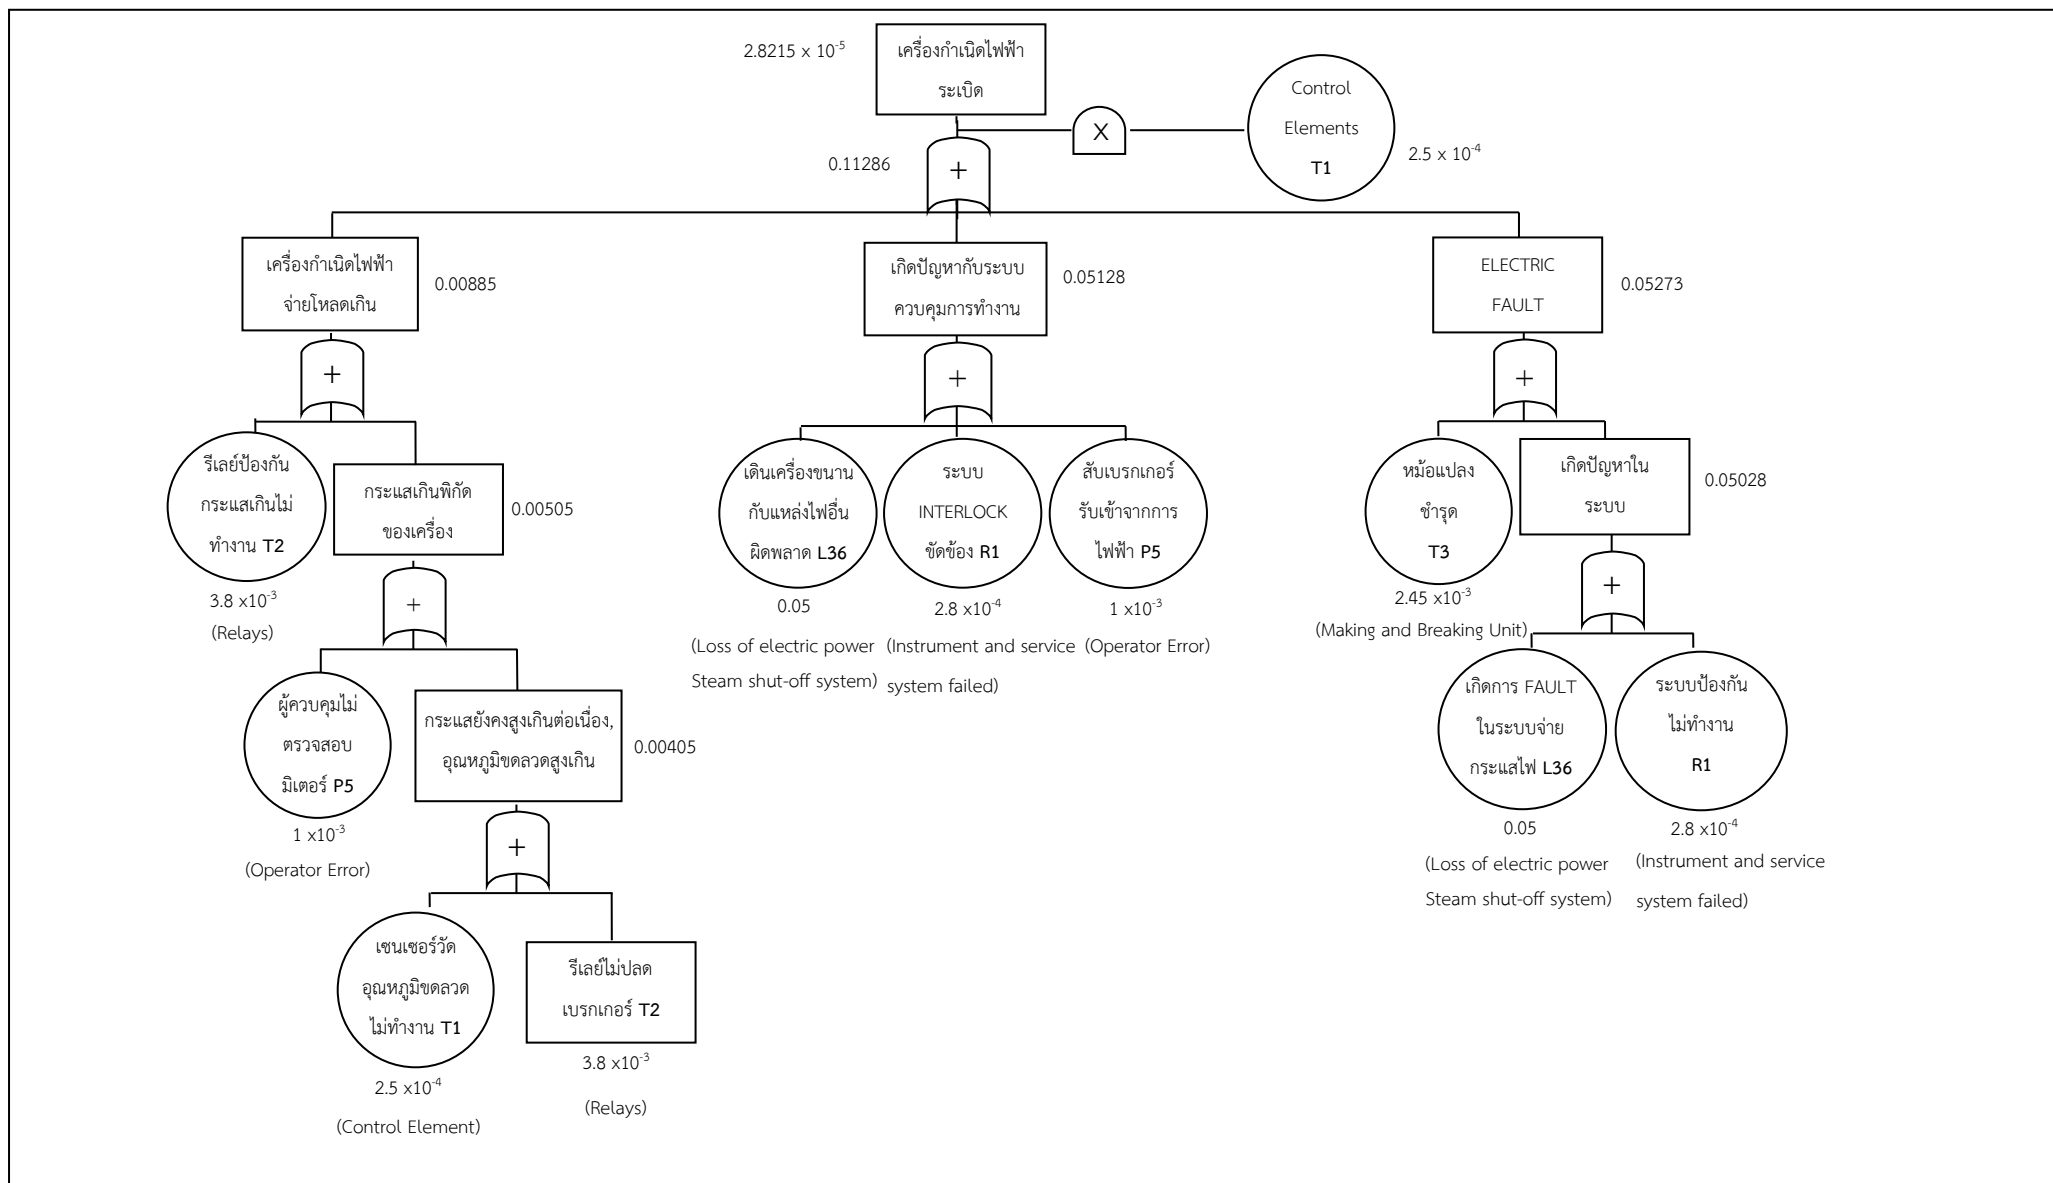 2.8215 x 10⁻⁵
เครื่องกำเนิดไฟฟ้า
ระเบิด
Control
Elements
T1
2.5 x 10⁻⁴
X
0.11286
+
เครื่องกำเนิดไฟฟ้า
จ่ายโหลดเกิน
0.00885
เกิดปัญหากับระบบ
ควบคุมการทำงาน
0.05128
ELECTRIC
FAULT
0.05273
+
+
+
รีเลย์ป้องกัน
กระแสเกินไม่
ทำงาน T2
3.8 x10⁻³
(Relays)
กระแสเกินพิกัด
ของเครื่อง
0.00505
เดินเครื่องขนาน
กับแหล่งไฟอื่น
ผิดพลาด L36
0.05
(Loss of electric power
Steam shut-off system)
ระบบ
INTERLOCK
ขัดข้อง R1
2.8 x10⁻⁴
(Instrument and service
system failed)
สับเบรกเกอร์
รับเข้าจากการ
ไฟฟ้า P5
1 x10⁻³
(Operator Error)
หม้อแปลง
ชำรุด
T3
2.45 x10⁻³
(Making and Breaking Unit)
เกิดปัญหาใน
ระบบ
0.05028
+
+
ผู้ควบคุมไม่
ตรวจสอบ
มิเตอร์ P5
1 x10⁻³
(Operator Error)
กระแสยังคงสูงเกินต่อเนื่อง,
อุณหภูมิขดลวดสูงเกิน
0.00405
เกิดการ FAULT
ในระบบจ่าย
กระแสไฟ L36
0.05
(Loss of electric power
Steam shut-off system)
ระบบป้องกัน
ไม่ทำงาน
R1
2.8 x10⁻⁴
(Instrument and service
system failed)
+
เซนเซอร์วัด
อุณหภูมิขดลวด
ไม่ทำงาน T1
2.5 x10⁻⁴
(Control Element)
รีเลย์ไม่ปลด
เบรกเกอร์ T2
3.8 x10⁻³
(Relays)